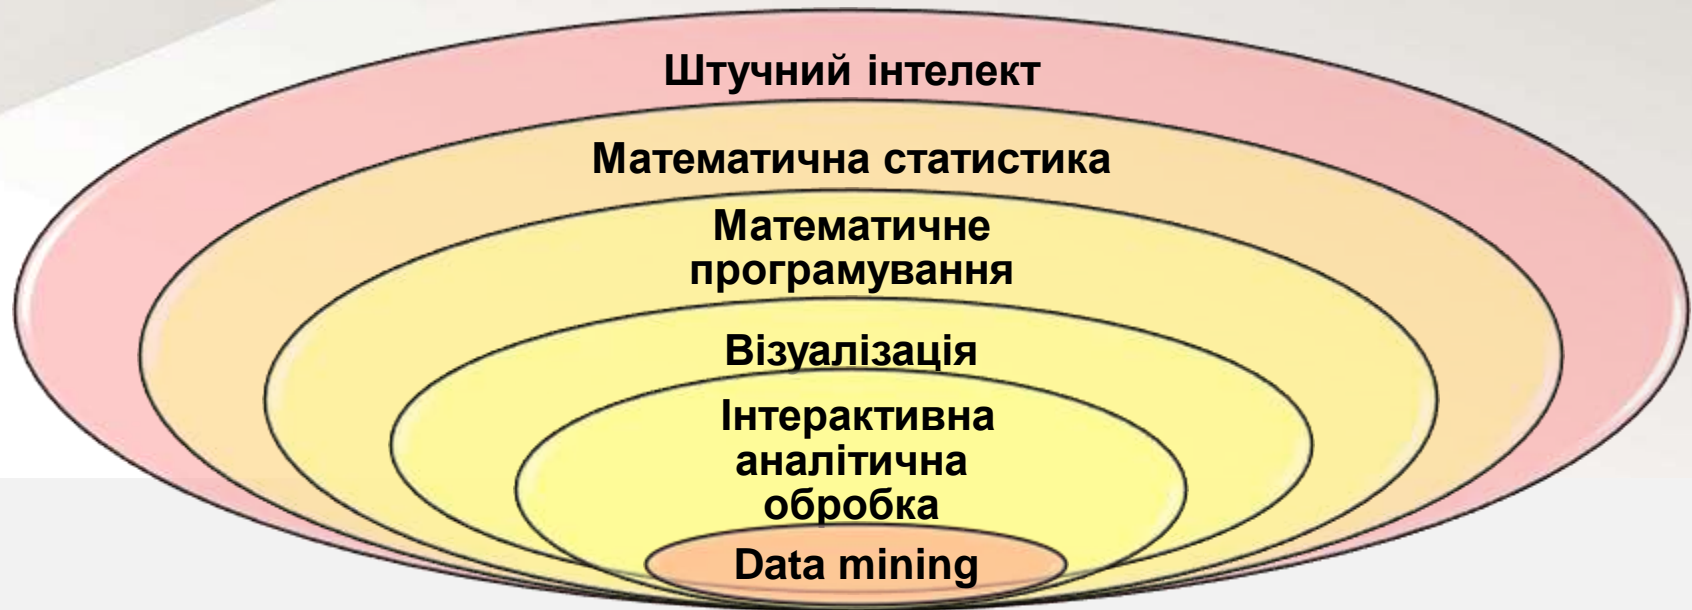 Штучний інтелект
Математична статистика
Математичне
програмування
Візуалізація
Інтерактивна
аналітична
обробка
Data mining